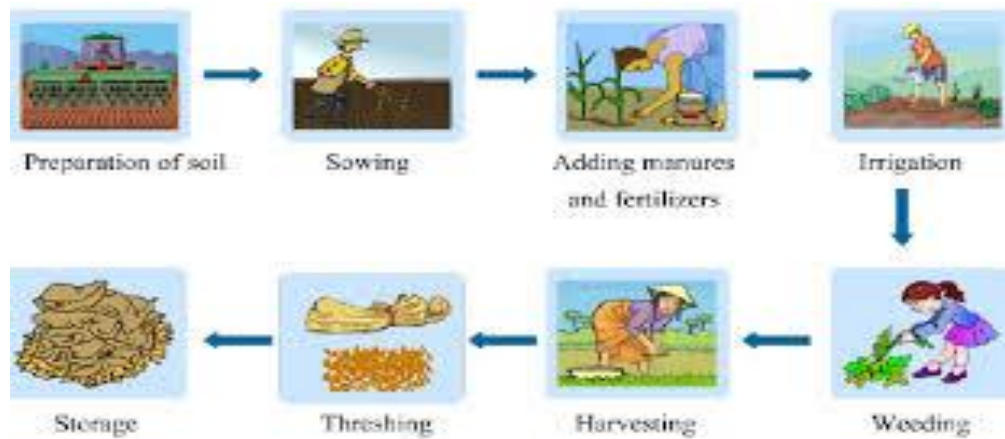 Preparation of soil
Sowing
Adding manures
and fertilizers
Irrigation
Storage
Threshing
Harvesting
Weeding